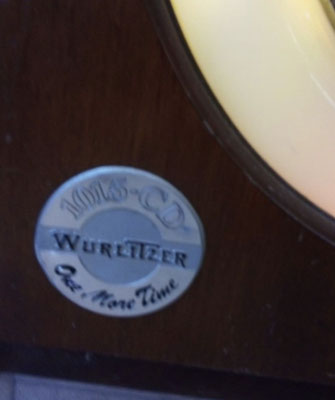 1015-CD
WURLITZER
One More Time